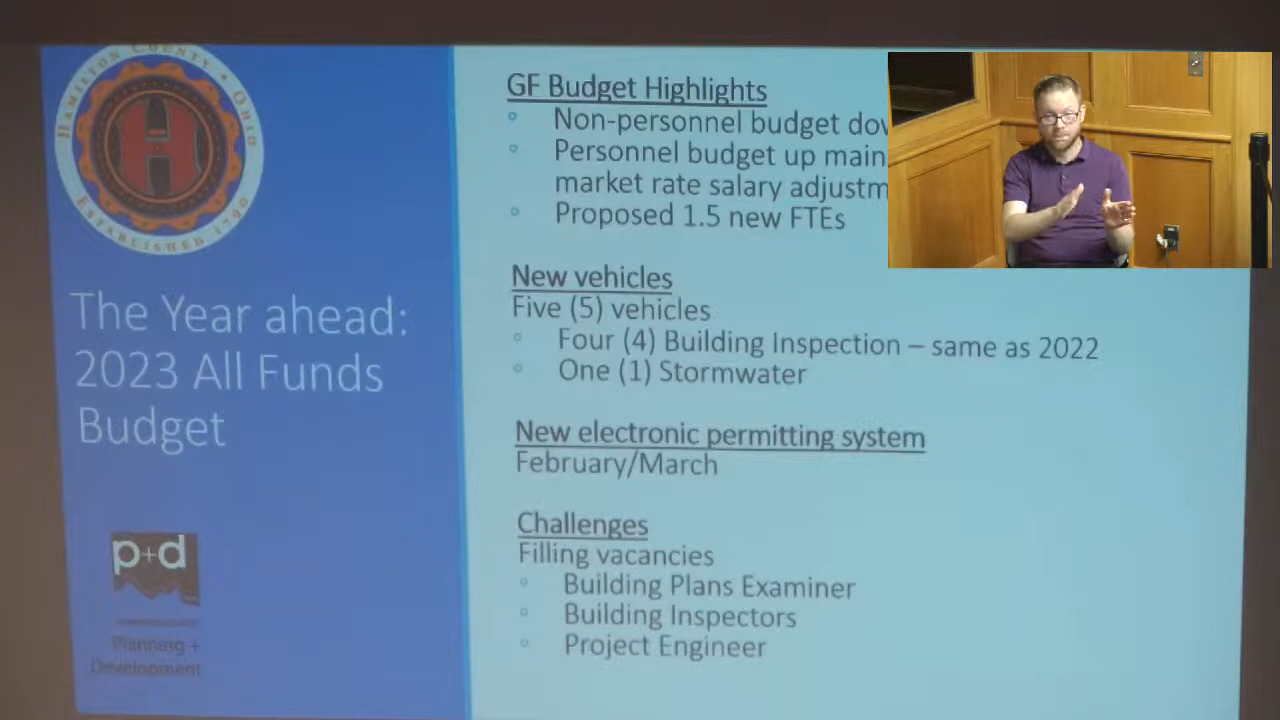 HAMILTON COUNTY • OHIO
ESTABLISHED 1790
H
The Year ahead:
2023 All Funds
Budget
p+d
Planning +
Development
GF Budget Highlights
Non-personnel budget
Personnel budget up
market rate salary
Proposed 1.5 new FTEs
New vehicles
Five (5) vehicles
Four (4) Building Inspection – same as 2022
One (1) Stormwater
New electronic permitting system
February/March
Challenges
Filling vacancies
Building Plans Examiner
Building Inspectors
Project Engineer